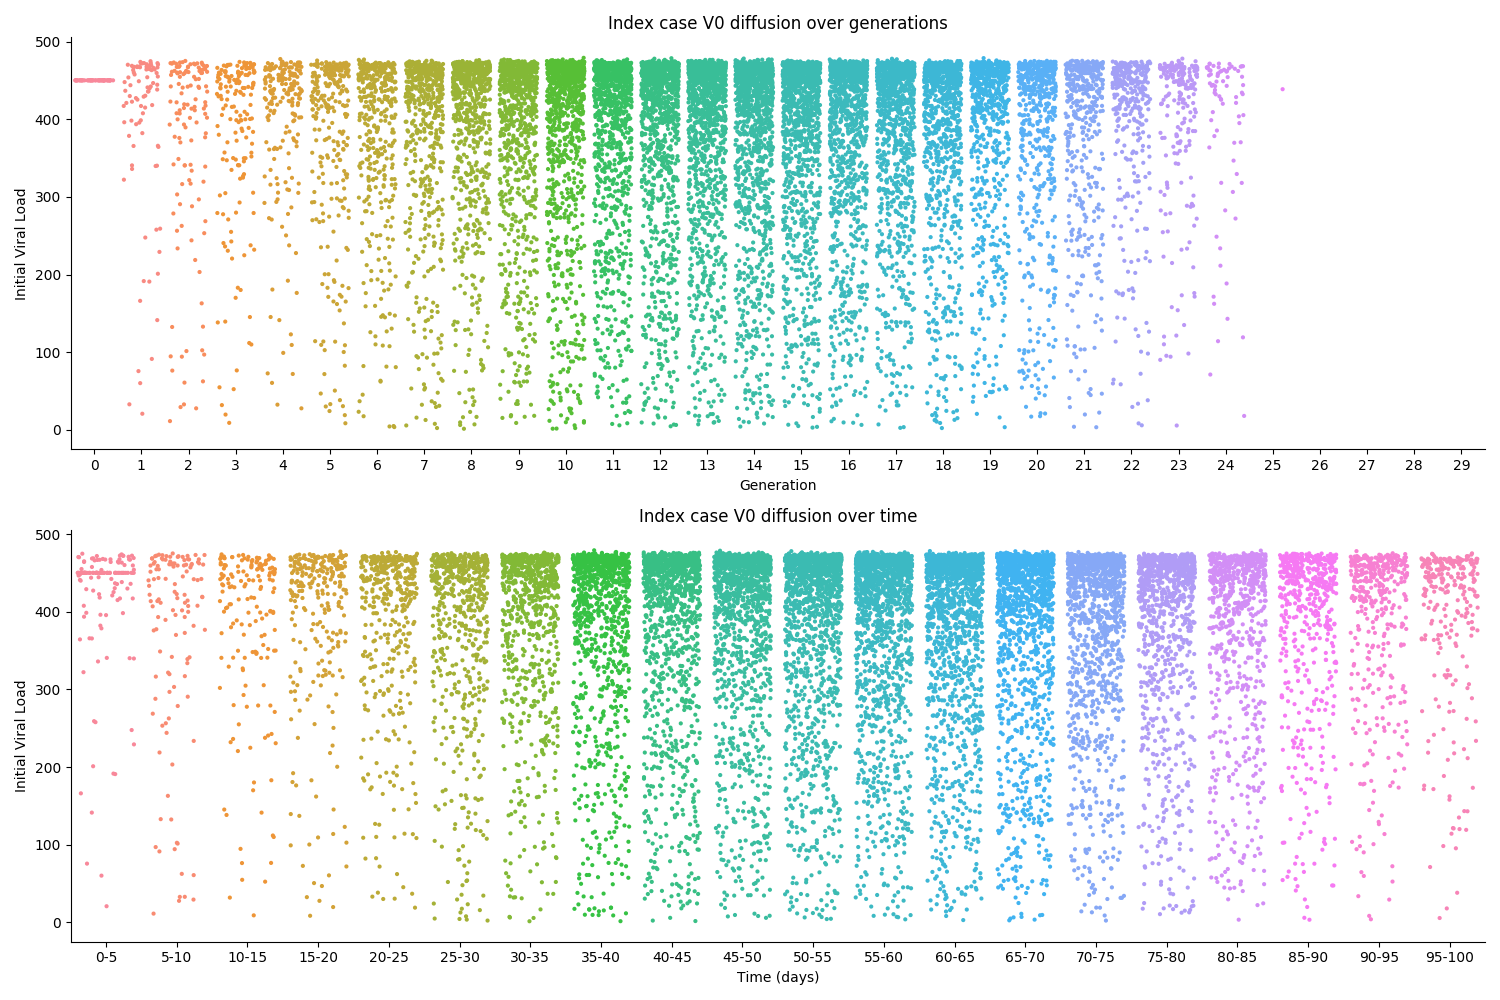 Index case V0 diffusion over generations
500
400
300
200
100
0
Initial Viral Load
0 1 2 3 4 5 6 7 8 9 10 11 12 13 14 15 16 17 18 19 20 21 22 23 24 25 26 27 28 29
Generation
Index case V0 diffusion over time
500
400
300
200
100
0
Initial Viral Load
0-5 5-10 10-15 15-20 20-25 25-30 30-35 35-40 40-45 45-50 50-55 55-60 60-65 65-70 70-75 75-80 80-85 85-90 90-95 95-100
Time (days)